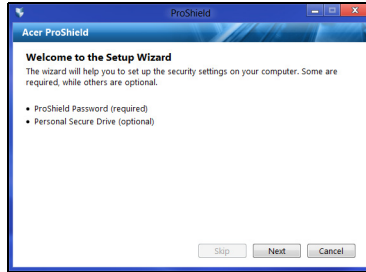 ProShield
Acer ProShield
Welcome to the Setup Wizard
The wizard will help you to set up the security settings on your computer. Some are
required, while others are optional.
• ProShield Password (required)
• Personal Secure Drive (optional)
Skip
Next
Cancel